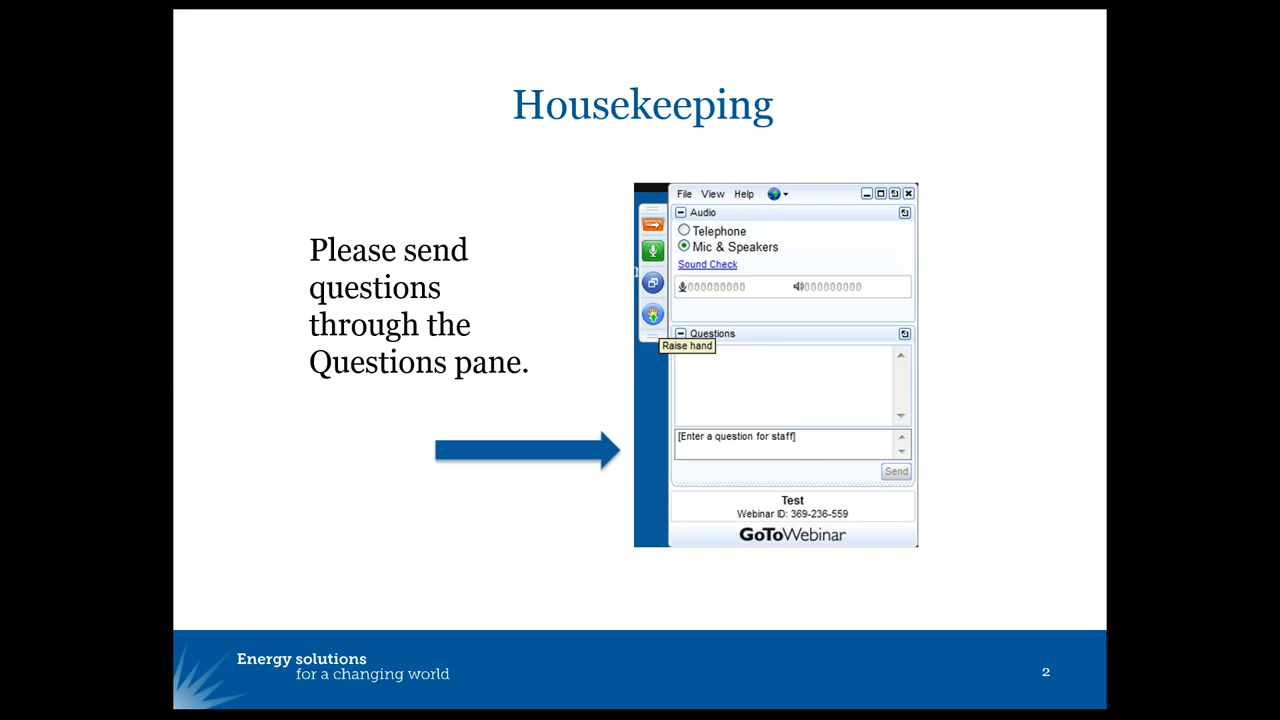 Housekeeping
Please send
questions
through the
Questions pane.
File View Help
Audio
Telephone
Mic & Speakers
Sound Check
000000000 000000000
Questions
Raise hand
[Enter a question for staff]
Send
Test
Webinar ID: 369-236-559
GoToWebinar
Energy solutions
for a changing world
2